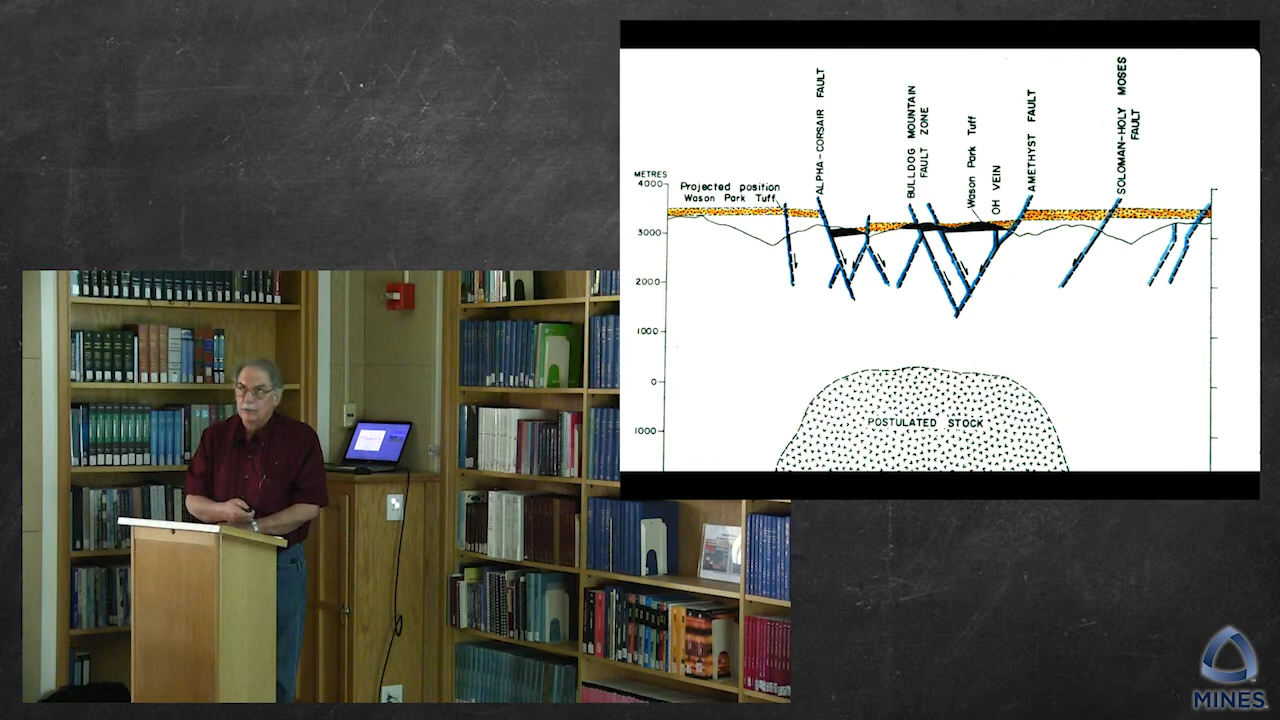 ALPHA-CORSAIR FAULT
BULLDOG MOUNTAIN
FAULT ZONE
Wason Park Tuff
OH VEIN
AMETHYST FAULT
SOLOMAN-HOLY MOSES
FAULT
METRES
4000
3000
2000
1000
0
1000
Projected position
Wason Park Tuff
POSTULATED STOCK
MINES